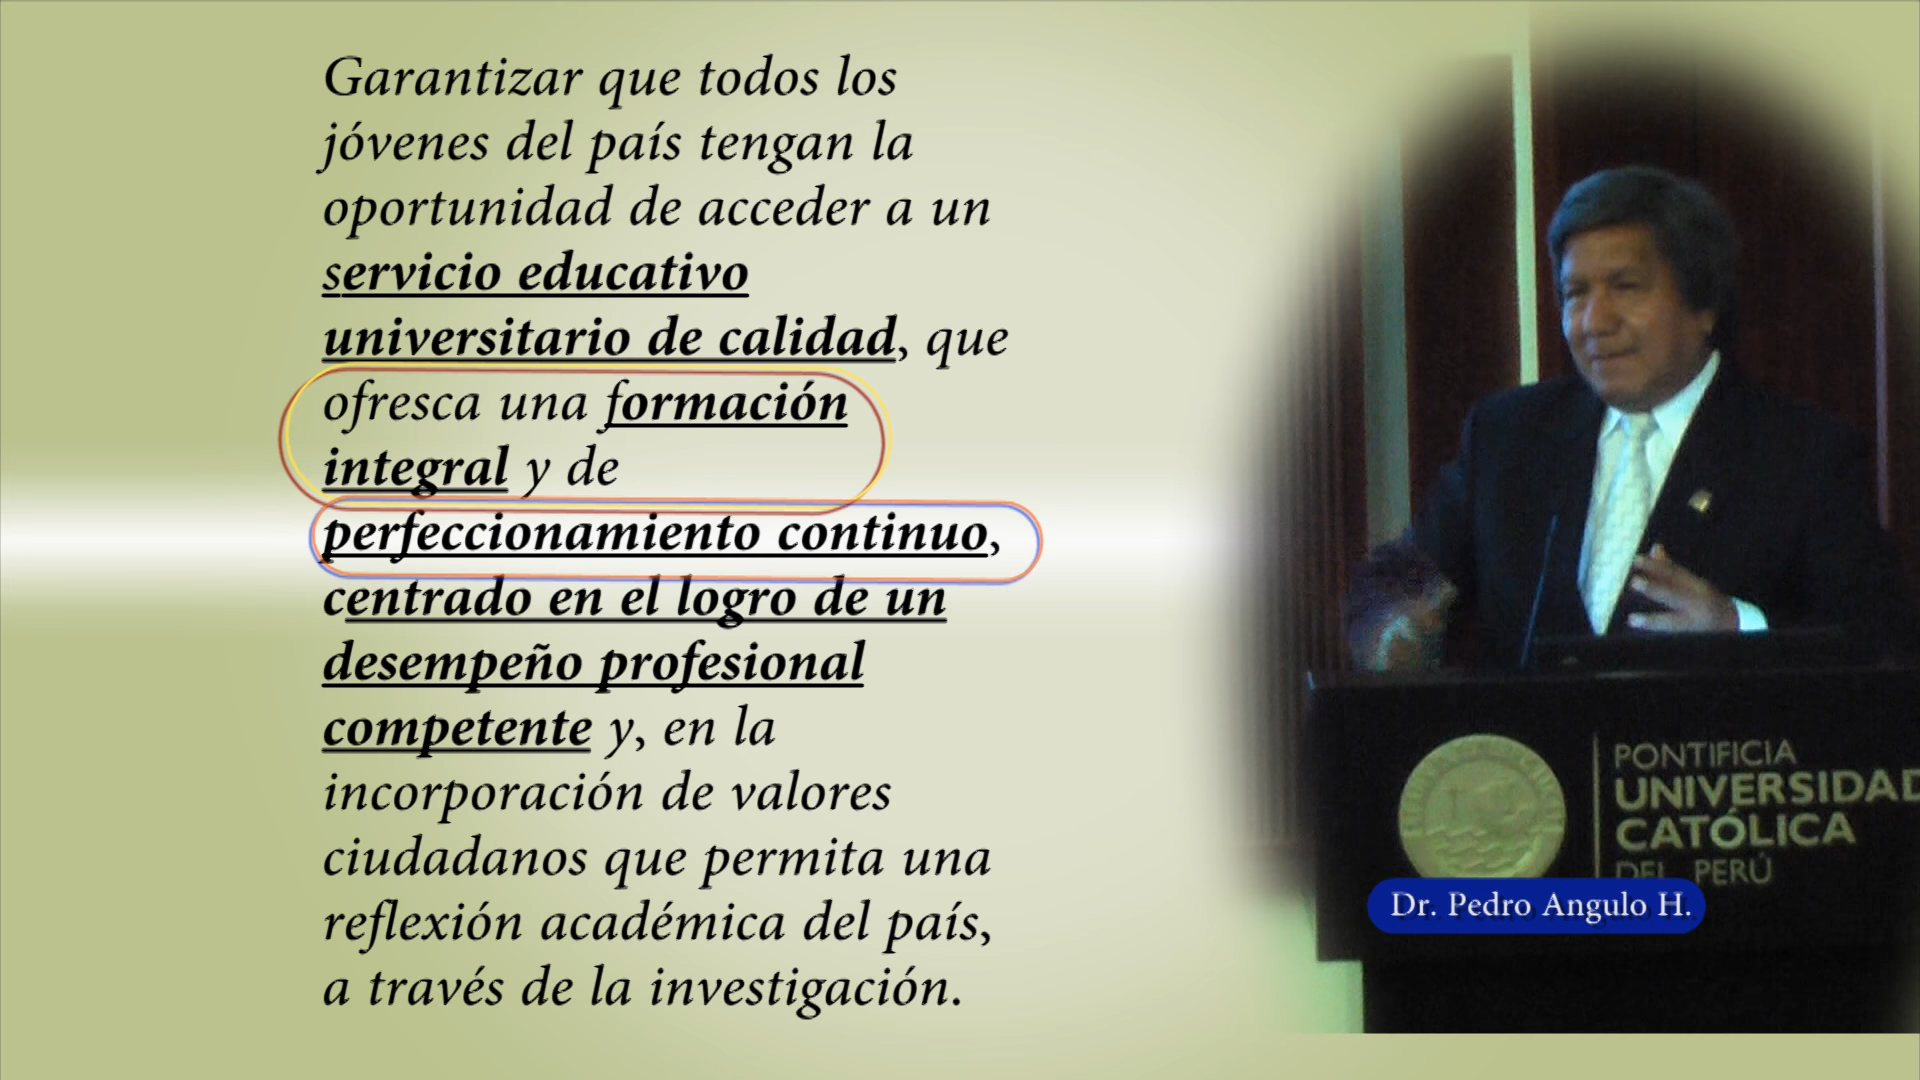 Garantizar que todos los
jóvenes del país tengan la
oportunidad de acceder a un
servicio educativo
universitario de calidad, que
ofresca una formación
integral y de
perfeccionamiento continuo,
centrado en el logro de un
desempeño profesional
competente y, en la
incorporación de valores
ciudadanos que permita una
reflexión académica del país,
a través de la investigación.
PONTIFICIA
UNIVERSIDAD
CATÓLICA
DEL PERÚ
Dr. Pedro Angulo H.